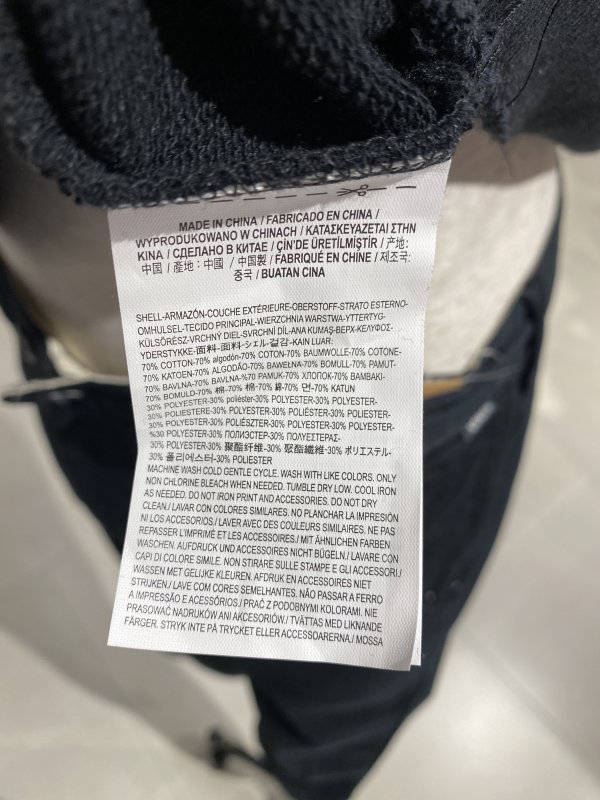 MADE IN CHINA / FABRICADO EN CHINA /
WYPRODUKOWANO W CHINACH / ΚΑΤΑΣΚΕΥΑΖΕΤΑΙ ΣΤΗΝ
ΚΙΝΑ / СДЕЛАНО В КИТАЕ / ÇİN'DE ÜRETİLMİŞTİR / 产地:
中国 / 產地: 中國 / 中国製 / FABRIQUÉ EN CHINE / 제조국:
중국 / BUATAN CINA
SHELL-ARMAZÓN-COUCHE EXTÉRIEURE-OBERSTOFF-STRATO ESTERNO-
OMHULSEL-TECIDO PRINCIPAL-WIERZCHNIA WARSTWA-YTTERTYG-
KÜLSŐRÉSZ-VRCHNÝ DIEL-SVRCHNÍ DÍL-ANA KUMAŞ-ВЕРХ-ΚΕΛΥΦΟΣ-
YDERSTYKKE-面料-面料-シェル-겉감-KAIN LUAR:
70% COTTON-70% algodón-70% COTON-70% BAUMWOLLE-70% COTONE-
70% KATOEN-70% ALGODÃO-70% BAWEŁNA-70% BOMULL-70% PAMUT-
70% BAVLNA-70% BAVLNA-%70 PAMUK-70% ХЛОПОК-70% ΒΑΜΒΑΚΙ-
70% BOMULD-70% 棉-70% 棉-70% 綿-70% 면-70% KATUN
30% POLYESTER-30% poliéster-30% POLYESTER-30% POLYESTER-
30% POLIESTERE-30% POLYESTER-30% POLIÉSTER-30% POLIESTER-
30% POLYESTER-30% POLIÉSZTER-30% POLYESTER-30% POLYESTER-
%30 POLYESTER-30% ПОЛИЭСТЕР-30% ΠΟΛΥΕΣΤΕΡΑΣ-
30% POLYESTER-30% 聚酯纤维-30% 聚酯纖維-30% ポリエステル-
30% 폴리에스터-30% POLIESTER
MACHINE WASH COLD GENTLE CYCLE. WASH WITH LIKE COLORS. ONLY
NON CHLORINE BLEACH WHEN NEEDED. TUMBLE DRY LOW. COOL IRON
AS NEEDED. DO NOT IRON PRINT AND ACCESSORIES. DO NOT DRY
CLEAN./ LAVAR CON COLORES SIMILARES. NO PLANCHAR LA IMPRESIÓN
NI LOS ACCESORIOS./ LAVER AVEC DES COULEURS SIMILAIRES. NE PAS
REPASSER L'IMPRIMÉ ET LES ACCESSOIRES./ MIT ÄHNLICHEN FARBEN
WASCHEN. AUFDRUCK UND ACCESSOIRES NICHT BÜGELN./ LAVARE CON
CAPI DI COLORE SIMILE. NON STIRARE SULLE STAMPE E GLI ACCESSORI./
WASSEN MET GELIJKE KLEUREN. AFDRUK EN ACCESSOIRES NIET
STRIJKEN./ LAVE COM CORES SEMELHANTES. NÃO PASSAR A FERRO
A IMPRESSÃO E ACESSÓRIOS./ PRAĆ Z PODOBNYMI KOLORAMI. NIE
PRASOWAĆ NADRUKÓW ANI AKCESORIÓW./ TVÄTTAS MED LIKNANDE
FÄRGER. STRYK INTE PÅ TRYCKET ELLER ACCESSOARERNA./ MOSSA